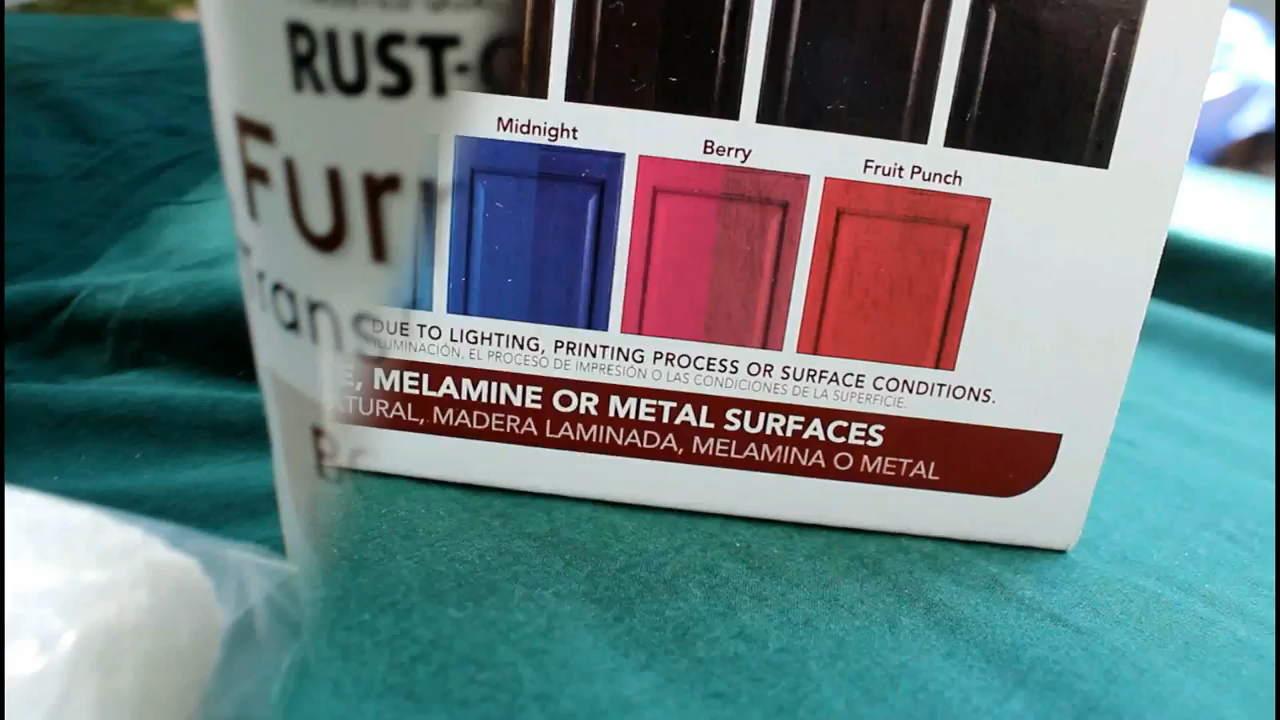 RUST-
Fur
Trans
Midnight
Berry
Fruit Punch
DUE TO LIGHTING, PRINTING PROCESS OR SURFACE CONDITIONS.
ILUMINACIÓN, EL PROCESO DE IMPRESIÓN O LAS CONDICIONES DE LA SUPERFICIE.
E, MELAMINE OR METAL SURFACES
ATURAL, MADERA LAMINADA, MELAMINA O METAL